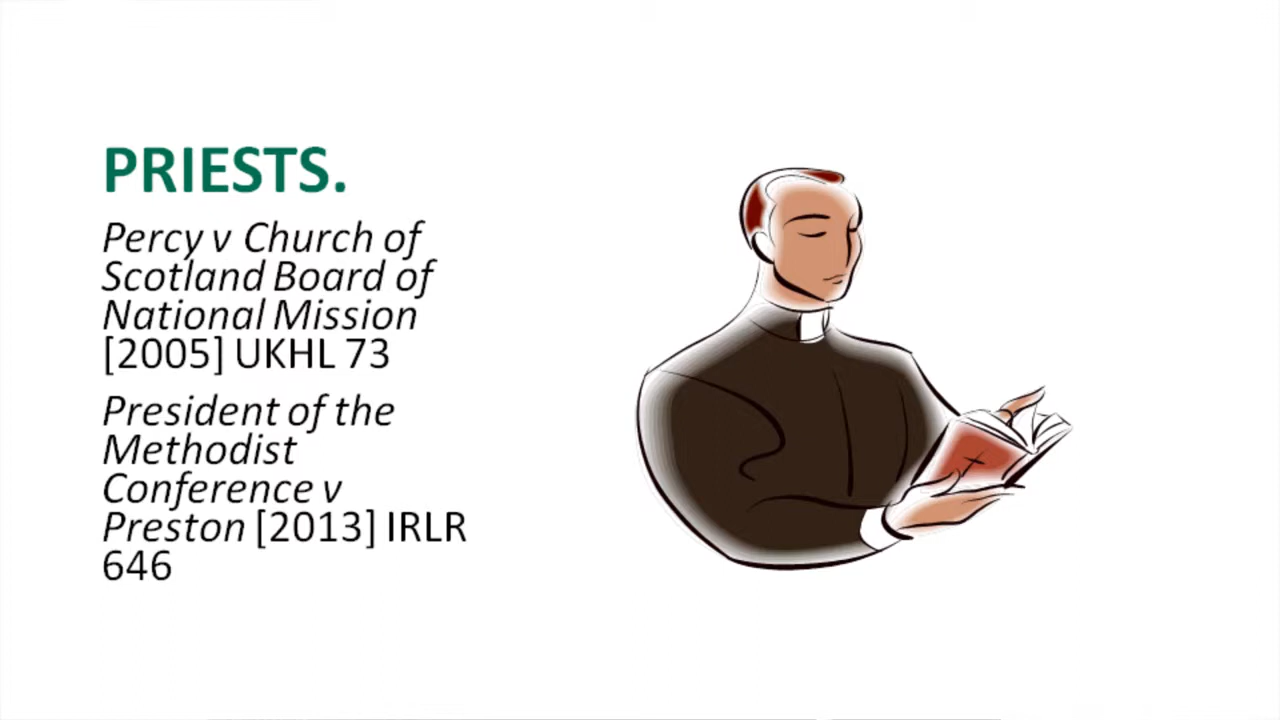 PRIESTS.
Percy v Church of
Scotland Board of
National Mission
[2005] UKHL 73
President of the
Methodist
Conference v
Preston [2013] IRLR
646